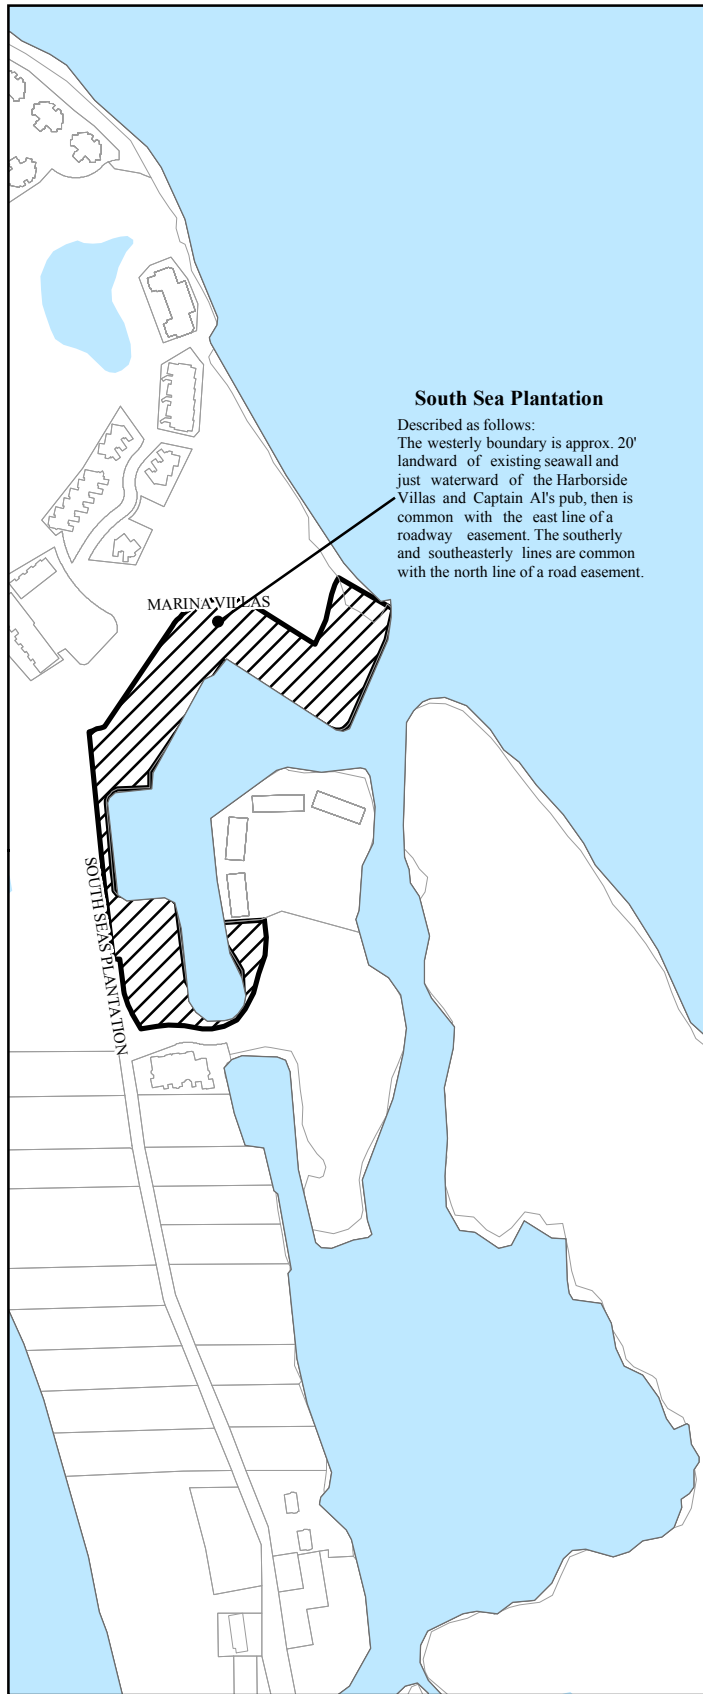 South Sea Plantation
Described as follows:
The westerly boundary is approx. 20'
landward of existing seawall and
just waterward of the Harborside
Villas and Captain Al's pub, then is
common with the east line of a
roadway easement. The southerly
and southeasterly lines are common
with the north line of a road easement.
MARINA VILLAS
SOUTH SEAS PLANTATION